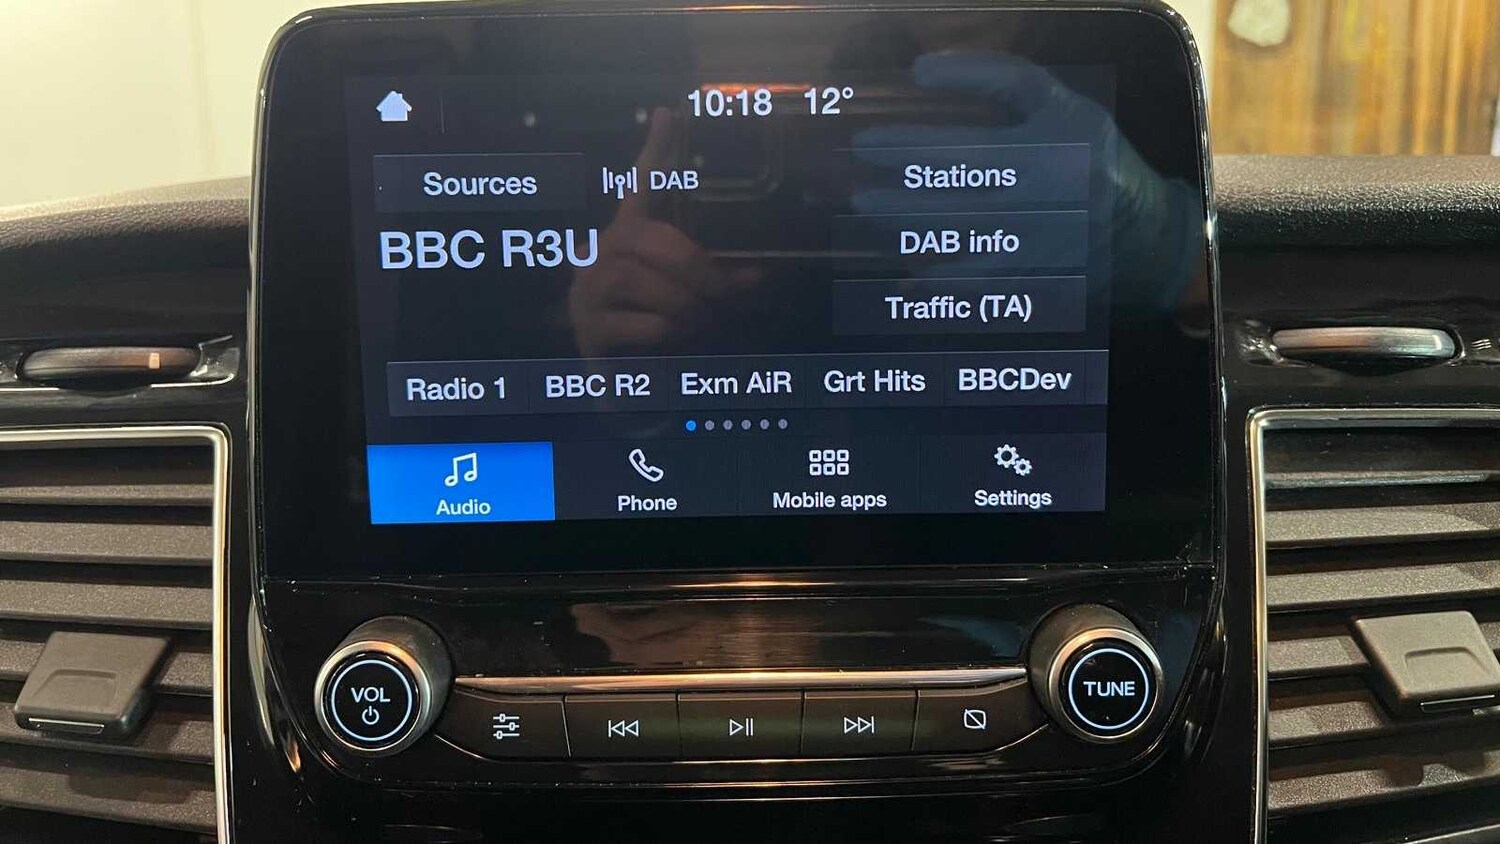 10:18 12°
Sources DAB Stations
BBC R3U
DAB info
Traffic (TA)
Radio 1 BBC R2 Exm AiR Grt Hits BBCDev
Audio Phone Mobile apps Settings
VOL TUNE